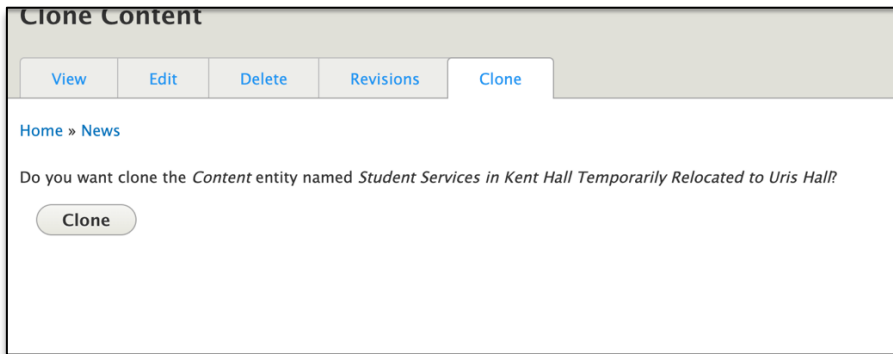 Clone Content
View Edit Delete Revisions Clone
Home » News
Do you want clone the Content entity named Student Services in Kent Hall Temporarily Relocated to Uris Hall?
Clone